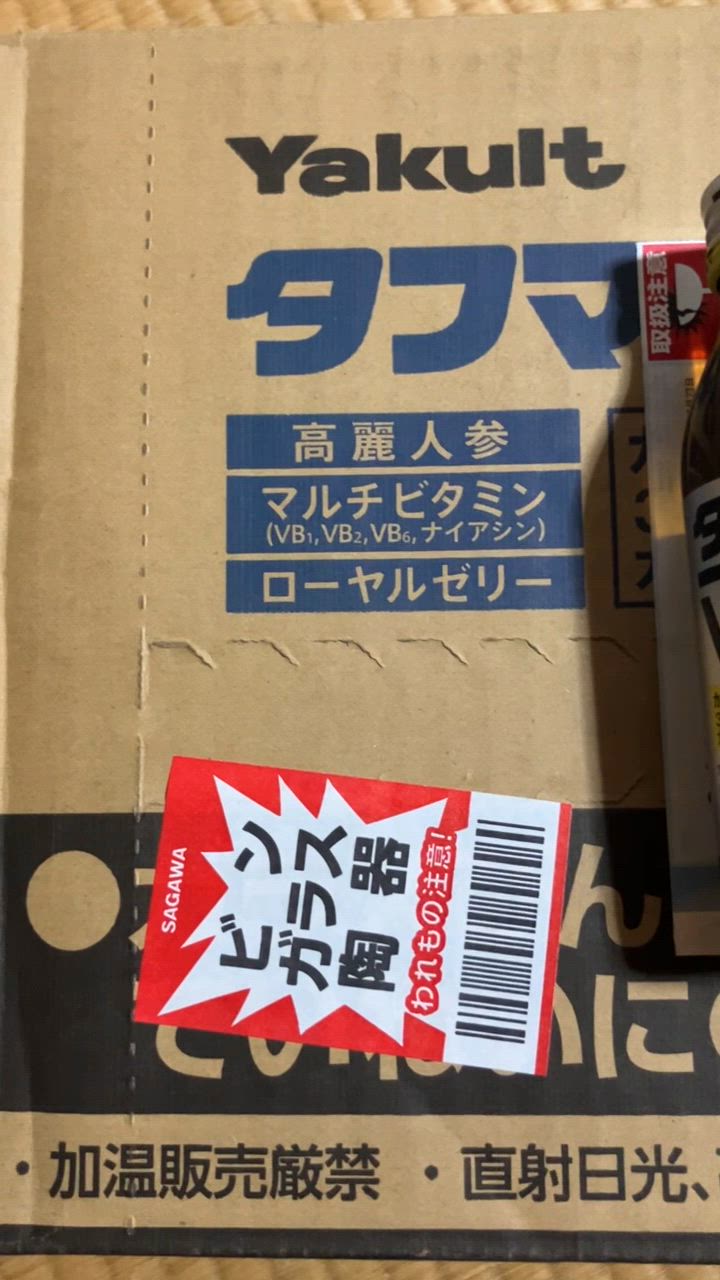 Yakult
タフマ
取扱注意
高麗人参
マルチビタミン
(VB₁,VB₂,VB₆,ナイアシン)
ローヤルゼリー
SAGAWA
ビン
ガラス
陶器
われもの注意!
ん
に
・加温販売厳禁 ・直射日光、